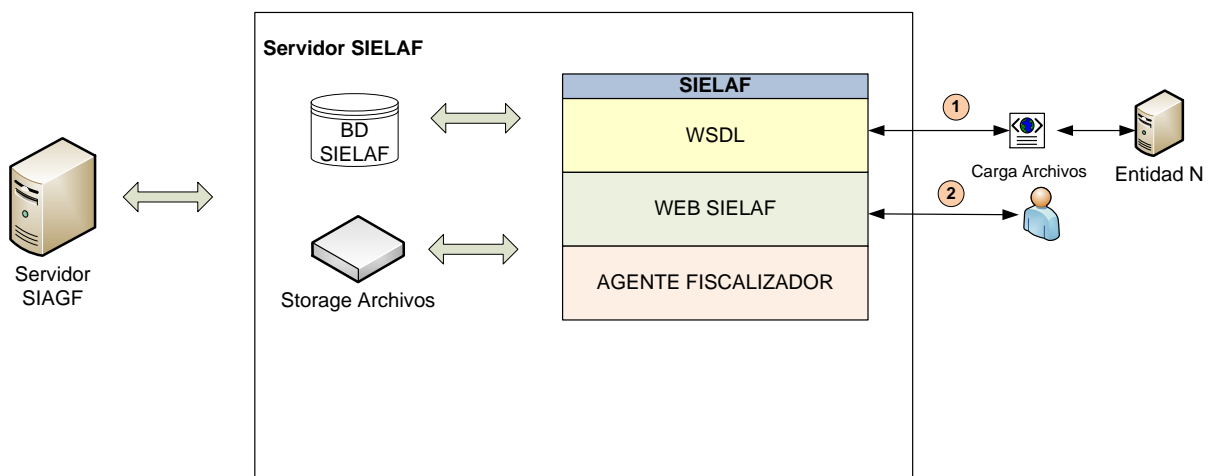 Servidor SIELAF
SIELAF
BD
SIELAF
WSDL
1
Carga Archivos
Entidad N
WEB SIELAF
2
Servidor
SIAGF
Storage Archivos
AGENTE FISCALIZADOR